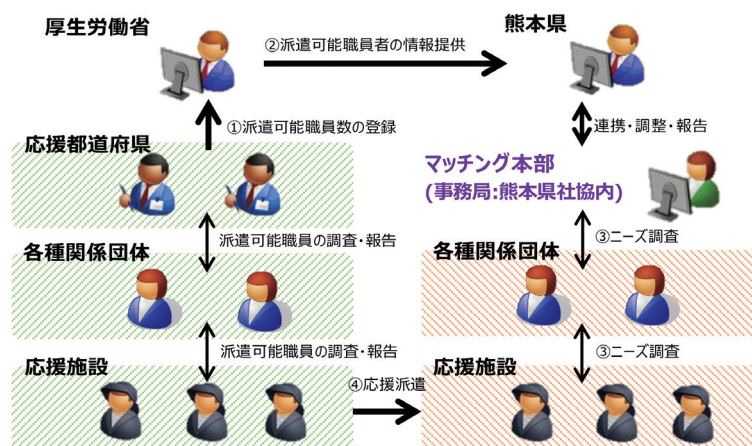 厚生労働省
②派遣可能職員者の情報提供
熊本県
①派遣可能職員数の登録
連携・調整・報告
応援都道府県
マッチング本部
(事務局:熊本県社協内)
派遣可能職員の調査・報告
③ニーズ調査
各種関係団体
各種関係団体
派遣可能職員の調査・報告
③ニーズ調査
応援施設
④応援派遣
応援施設